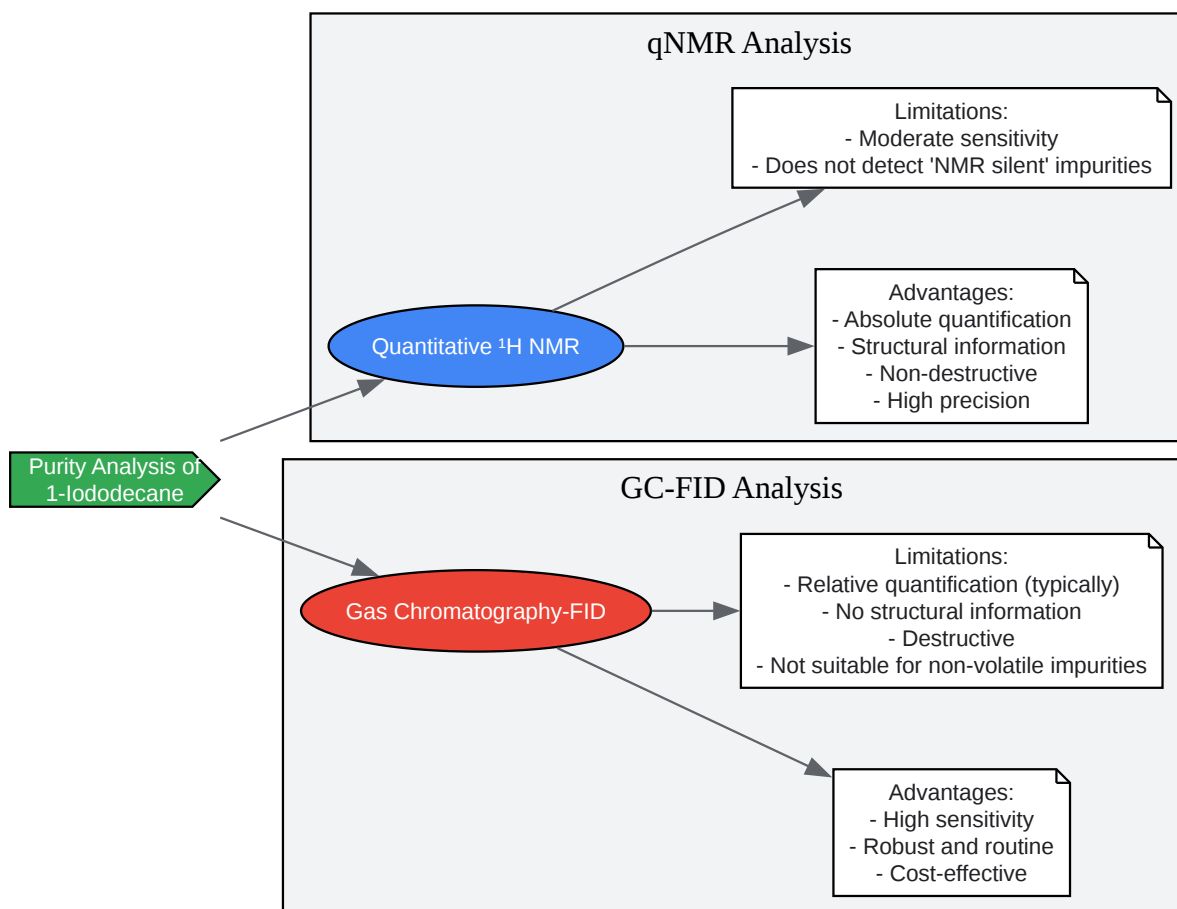 qNMR Analysis
Limitations:
- Moderate sensitivity
- Does not detect 'NMR silent' impurities
Advantages:
- Absolute quantification
- Structural information
- Non-destructive
- High precision
Quantitative ¹H NMR
Purity Analysis of
1-Iododecane
GC-FID Analysis
Limitations:
- Relative quantification (typically)
- No structural information
- Destructive
- Not suitable for non-volatile impurities
Gas Chromatography-FID
Advantages:
- High sensitivity
- Robust and routine
- Cost-effective